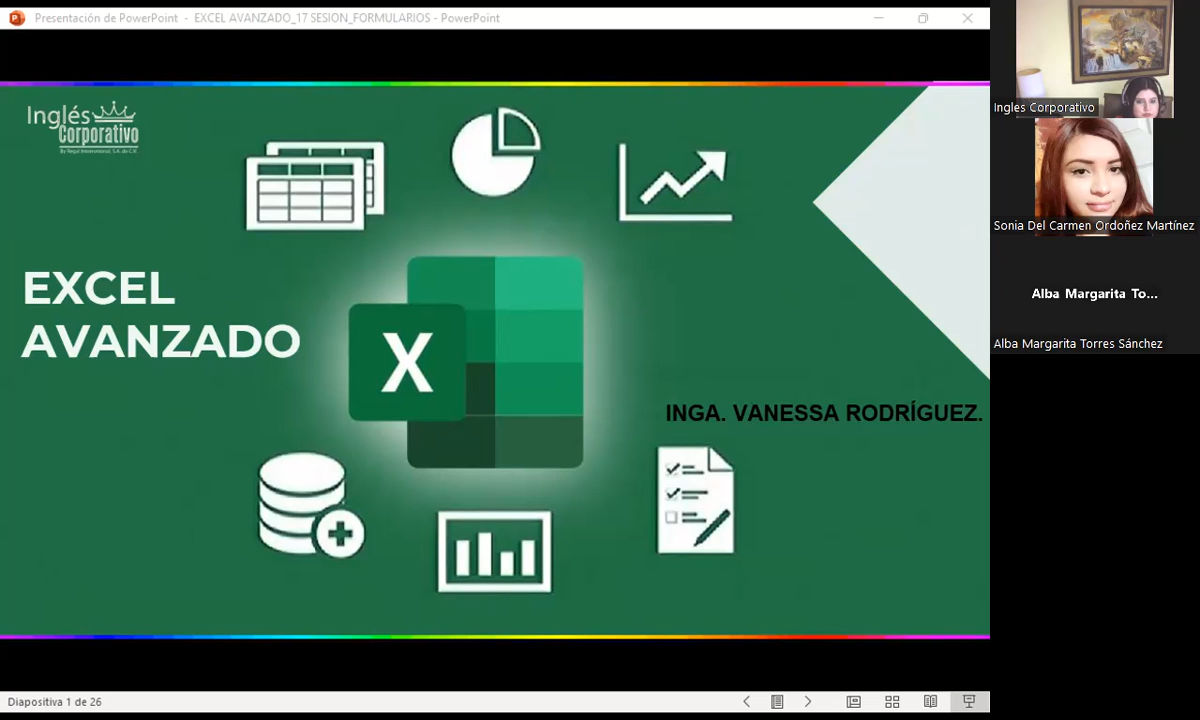 Presentación de PowerPoint - EXCEL AVANZADO_17 SESION_FORMULARIOS - PowerPoint
Inglés
Corporativo
EXCEL
AVANZADO
X
INGA. VANESSA RODRÍGUEZ.
Diapositiva 1 de 26
Ingles Corporativo
Sonia Del Carmen Ordoñez Martínez
Alba Margarita To...
Alba Margarita Torres Sánchez